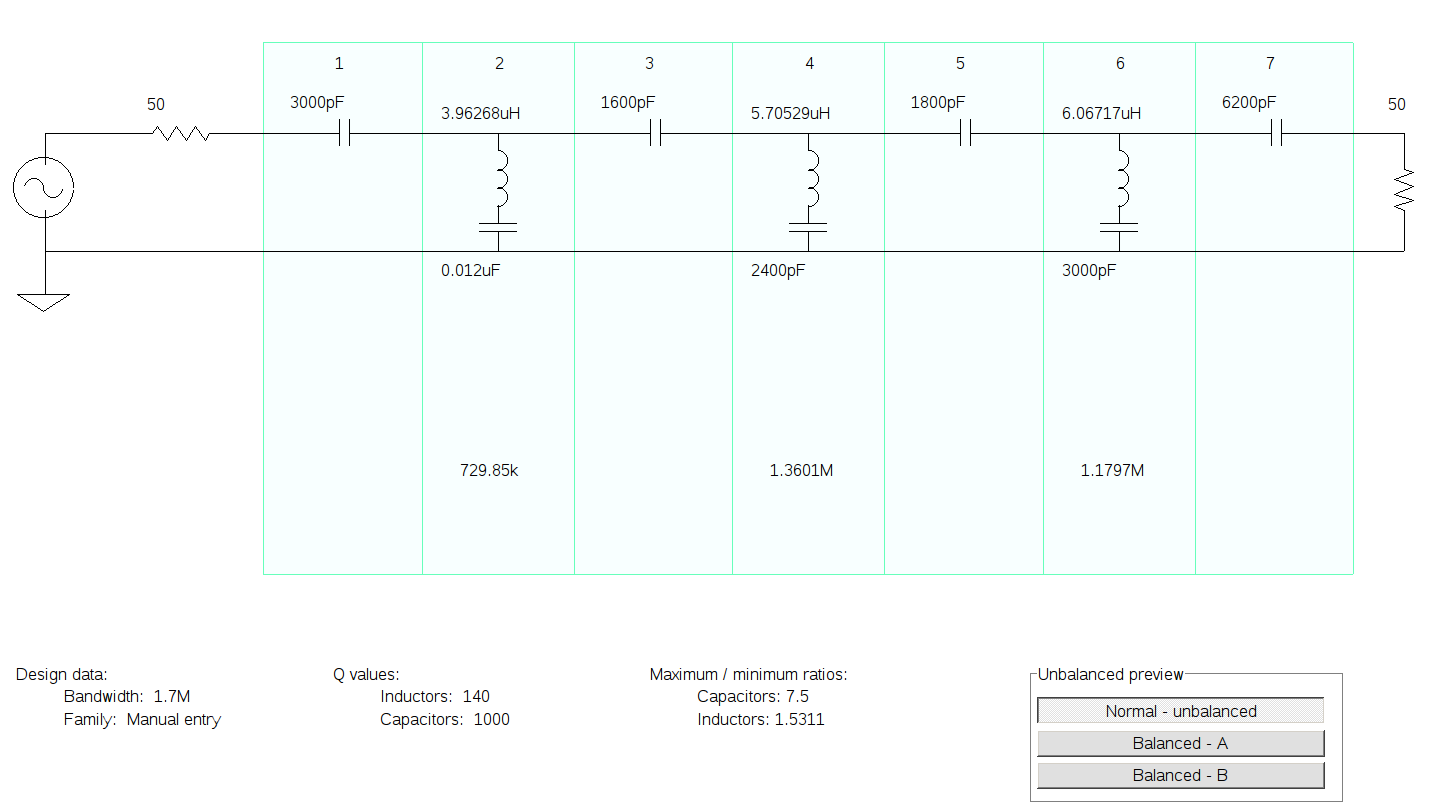 1 2 3 4 5 6 7
50 3000pF 3.96268uH 1600pF 5.70529uH 1800pF 6.06717uH 6200pF 50
0.012uF 2400pF 3000pF
729.85k 1.3601M 1.1797M
Design data: Q values: Maximum / minimum ratios: Unbalanced preview
Bandwidth: 1.7M Inductors: 140 Capacitors: 7.5
Family: Manual entry Capacitors: 1000 Inductors: 1.5311
Normal - unbalanced
Balanced - A
Balanced - B